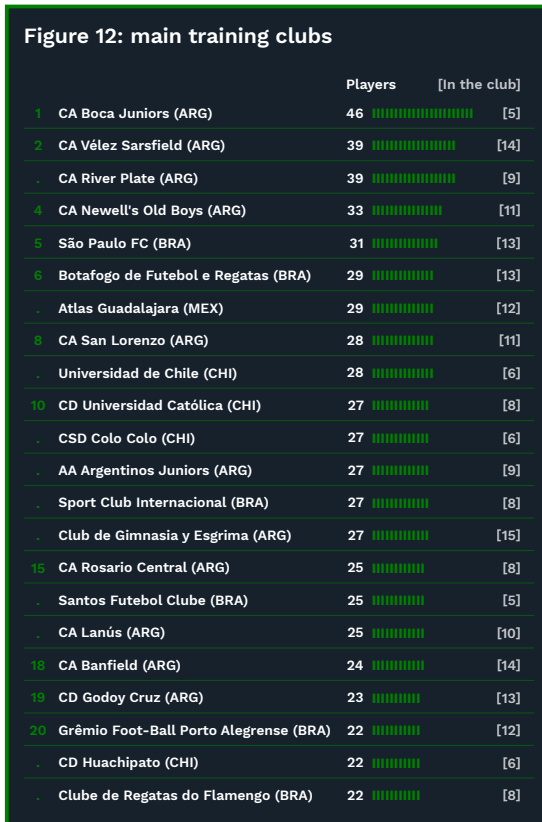 Figure 12: main training clubs
Players [In the club]
1 CA Boca Juniors (ARG) 46 [5]
2 CA Vélez Sarsfield (ARG) 39 [14]
. CA River Plate (ARG) 39 [9]
4 CA Newell's Old Boys (ARG) 33 [11]
5 São Paulo FC (BRA) 31 [13]
6 Botafogo de Futebol e Regatas (BRA) 29 [13]
. Atlas Guadalajara (MEX) 29 [12]
8 CA San Lorenzo (ARG) 28 [11]
. Universidad de Chile (CHI) 28 [6]
10 CD Universidad Católica (CHI) 27 [8]
. CSD Colo Colo (CHI) 27 [6]
. AA Argentinos Juniors (ARG) 27 [9]
. Sport Club Internacional (BRA) 27 [8]
. Club de Gimnasia y Esgrima (ARG) 27 [15]
15 CA Rosario Central (ARG) 25 [8]
. Santos Futebol Clube (BRA) 25 [5]
. CA Lanús (ARG) 25 [10]
18 CA Banfield (ARG) 24 [14]
19 CD Godoy Cruz (ARG) 23 [13]
20 Grêmio Foot-Ball Porto Alegrense (BRA) 22 [12]
. CD Huachipato (CHI) 22 [6]
. Clube de Regatas do Flamengo (BRA) 22 [8]